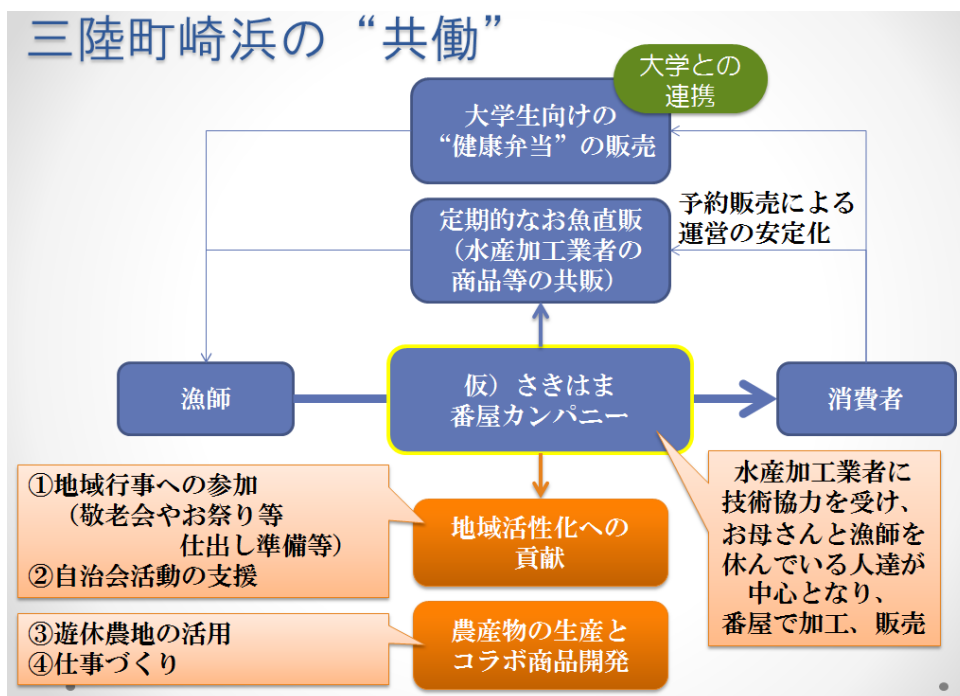 三陸町崎浜の“共働”
大学との
連携
大学生向けの
“健康弁当”の販売
予約販売による
運営の安定化
定期的なお魚直販
（水産加工業者の
商品等の共販）
漁師
仮）さきはま
番屋カンパニー
消費者
①地域行事への参加
（敬老会やお祭り等
仕出し準備等）
②自治会活動の支援
地域活性化への
貢献
水産加工業者に
技術協力を受け、
お母さんと漁師を
休んでいる人達が
中心となり、
番屋で加工、販売
③遊休農地の活用
④仕事づくり
農産物の生産と
コラボ商品開発